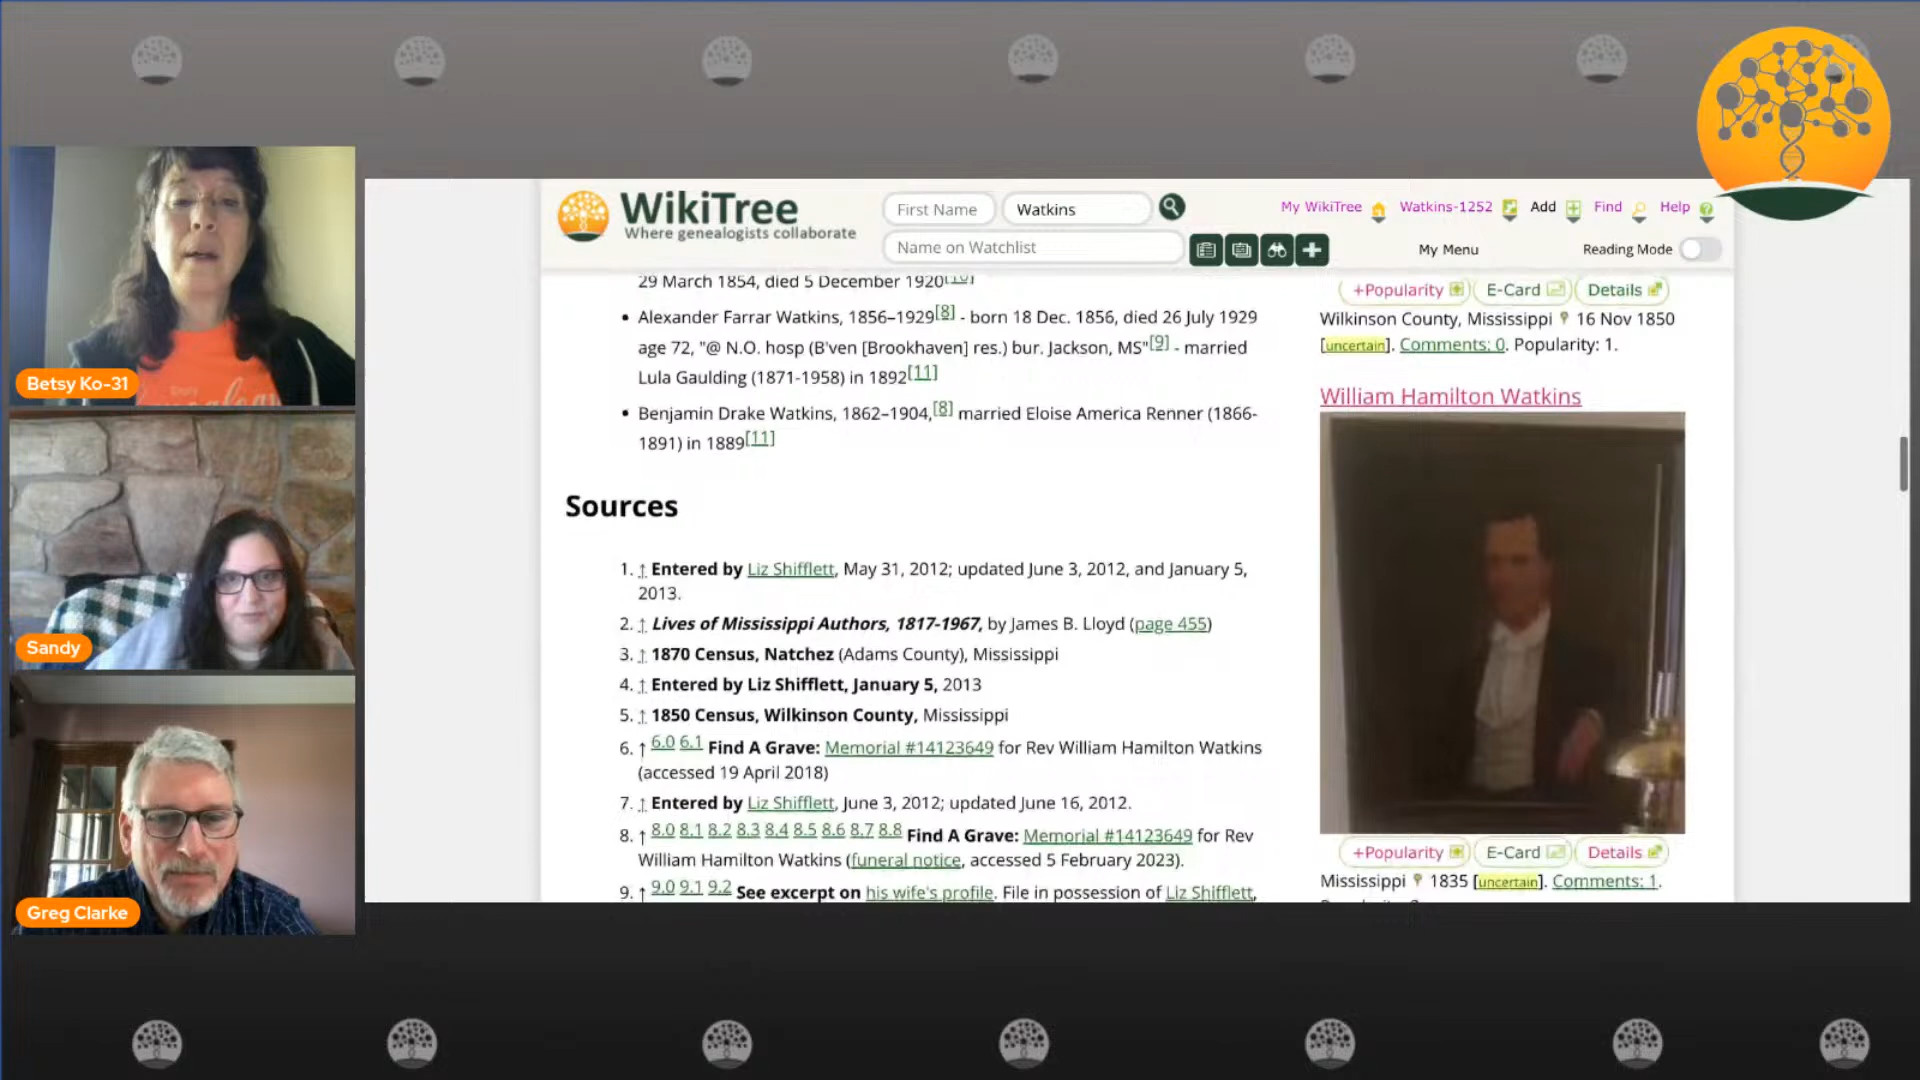 WikiTree
Where genealogists collaborate
First Name
Watkins
Name on Watchlist
My WikiTree
Watkins-1252
Add
Find
Help
My Menu
Reading Mode
29 March 1854, died 5 December 1920[10]
• Alexander Farrar Watkins, 1856–1929[8] - born 18 Dec. 1856, died 26 July 1929
age 72, "@ N.O. hosp (B'ven [Brookhaven] res.) bur. Jackson, MS"[9] - married
Lula Gaulding (1871-1958) in 1892[11]
• Benjamin Drake Watkins, 1862–1904,[8] married Eloise America Renner (1866-
1891) in 1889[11]
Sources
1. ↑ Entered by Liz Shifflett, May 31, 2012; updated June 3, 2012, and January 5,
2013.
2. ↑ Lives of Mississippi Authors, 1817-1967, by James B. Lloyd (page 455)
3. ↑ 1870 Census, Natchez (Adams County), Mississippi
4. ↑ Entered by Liz Shifflett, January 5, 2013
5. ↑ 1850 Census, Wilkinson County, Mississippi
6. ↑ 6.0 6.1 Find A Grave: Memorial #14123649 for Rev William Hamilton Watkins
(accessed 19 April 2018)
7. ↑ Entered by Liz Shifflett, June 3, 2012; updated June 16, 2012.
8. ↑ 8.0 8.1 8.2 8.3 8.4 8.5 8.6 8.7 8.8 Find A Grave: Memorial #14123649 for Rev
William Hamilton Watkins (funeral notice, accessed 5 February 2023).
9. ↑ 9.0 9.1 9.2 See excerpt on his wife's profile. File in possession of Liz Shifflett,
+Popularity
E-Card
Details
Wilkinson County, Mississippi 16 Nov 1850
[uncertain]. Comments: 0. Popularity: 1.
William Hamilton Watkins
+Popularity
E-Card
Details
Mississippi 1835 [uncertain]. Comments: 1.
Betsy Ko-31
Sandy
Greg Clarke